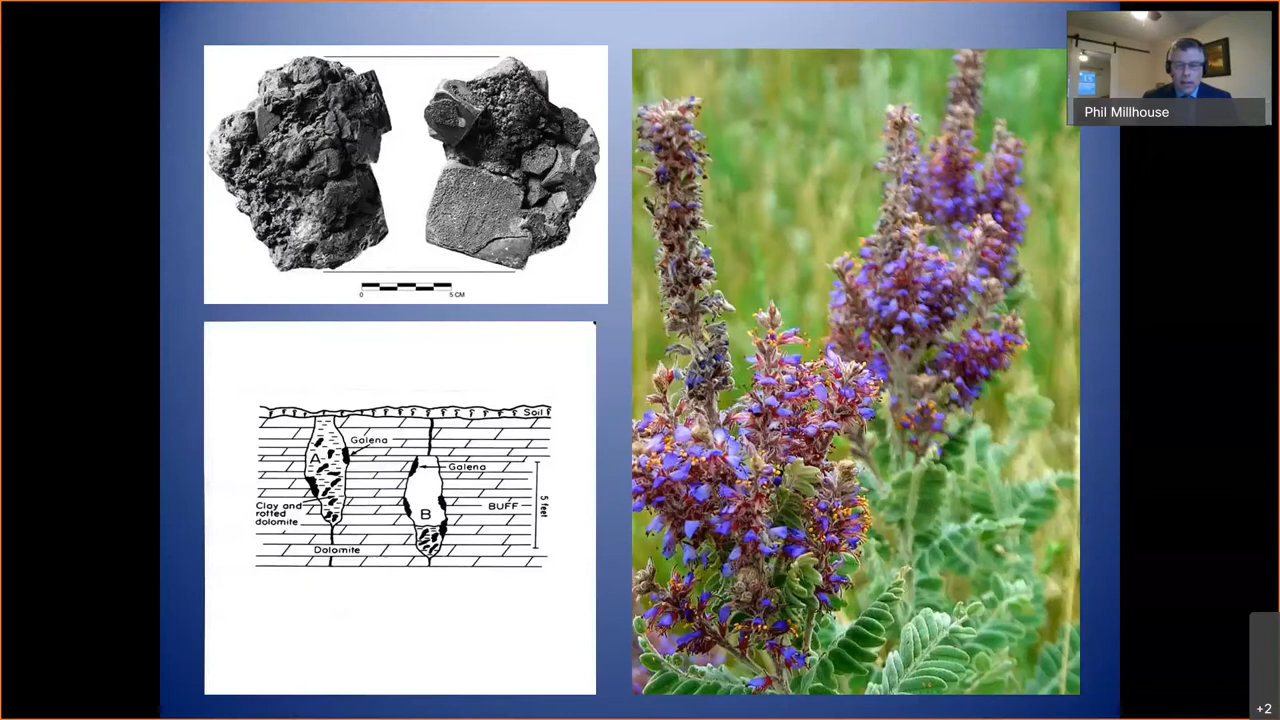 Phil Millhouse
0 5 CM
Soil
Galena
A
Galena
Clay and
rotted
dolomite
B
BUFF
5 feet
Dolomite
+2